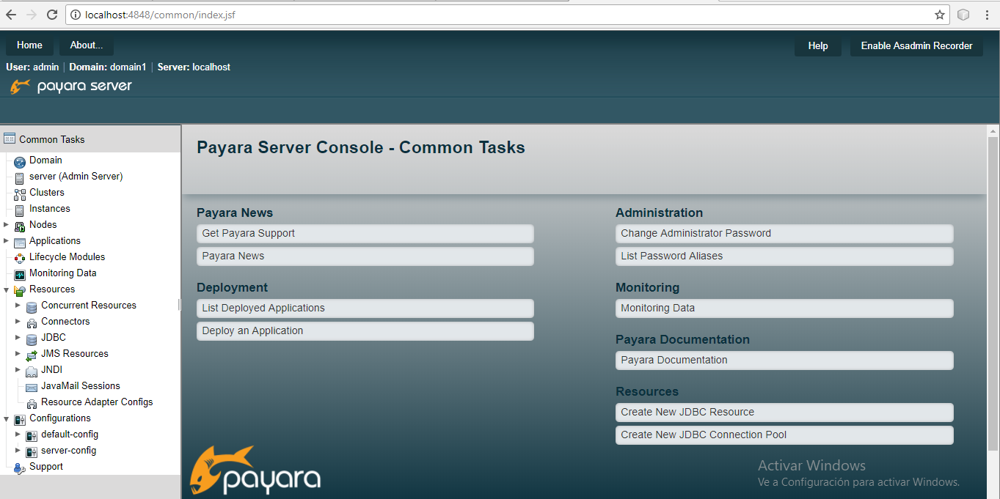 localhost:4848/common/index.jsf
Home About... Help Enable Asadmin Recorder
User: admin | Domain: domain1 | Server: localhost
payara server
Common Tasks
Domain
server (Admin Server)
Clusters
Instances
Nodes
Applications
Lifecycle Modules
Monitoring Data
Resources
Concurrent Resources
Connectors
JDBC
JMS Resources
JNDI
JavaMail Sessions
Resource Adapter Configs
Configurations
default-config
server-config
Support
Payara Server Console - Common Tasks
Payara News
Get Payara Support
Payara News
Deployment
List Deployed Applications
Deploy an Application
Administration
Change Administrator Password
List Password Aliases
Monitoring
Monitoring Data
Payara Documentation
Payara Documentation
Resources
Create New JDBC Resource
Create New JDBC Connection Pool
payara
Activar Windows
Ve a Configuración para activar Windows.